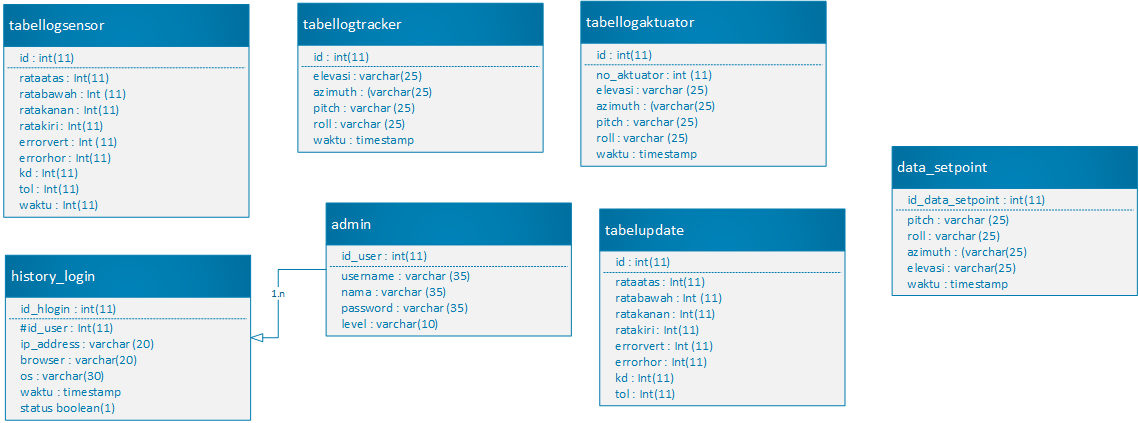 tabellogsensor
id : int(11)
rataatas : Int(11)
ratabawah : Int (11)
ratakanan : Int(11)
ratakiri : Int(11)
errorvert : Int (11)
errorhor : Int(11)
kd : Int(11)
tol : Int(11)
waktu : Int(11)
tabellogtracker
id : int(11)
elevasi : varchar(25)
azimuth : (varchar(25)
pitch : varchar (25)
roll : varchar (25)
waktu : timestamp
tabellogaktuator
id : int(11)
no_aktuator : int (11)
elevasi : varchar (25)
azimuth : (varchar(25)
pitch : varchar (25)
roll : varchar (25)
waktu : timestamp
data_setpoint
id_data_setpoint : int(11)
pitch : varchar (25)
roll : varchar (25)
azimuth : (varchar(25)
elevasi : varchar(25)
waktu : timestamp
history_login
id_hlogin : int(11)
#id_user : Int(11)
ip_address : varchar (20)
browser : varchar(20)
os : varchar(30)
waktu : timestamp
status boolean(1)
1.n
admin
id_user : int(11)
username : varchar (35)
nama : varchar (35)
password : varchar (35)
level : varchar(10)
tabelupdate
id : int(11)
rataatas : Int(11)
ratabawah : Int (11)
ratakanan : Int(11)
ratakiri : Int(11)
errorvert : Int (11)
errorhor : Int(11)
kd : Int(11)
tol : Int(11)